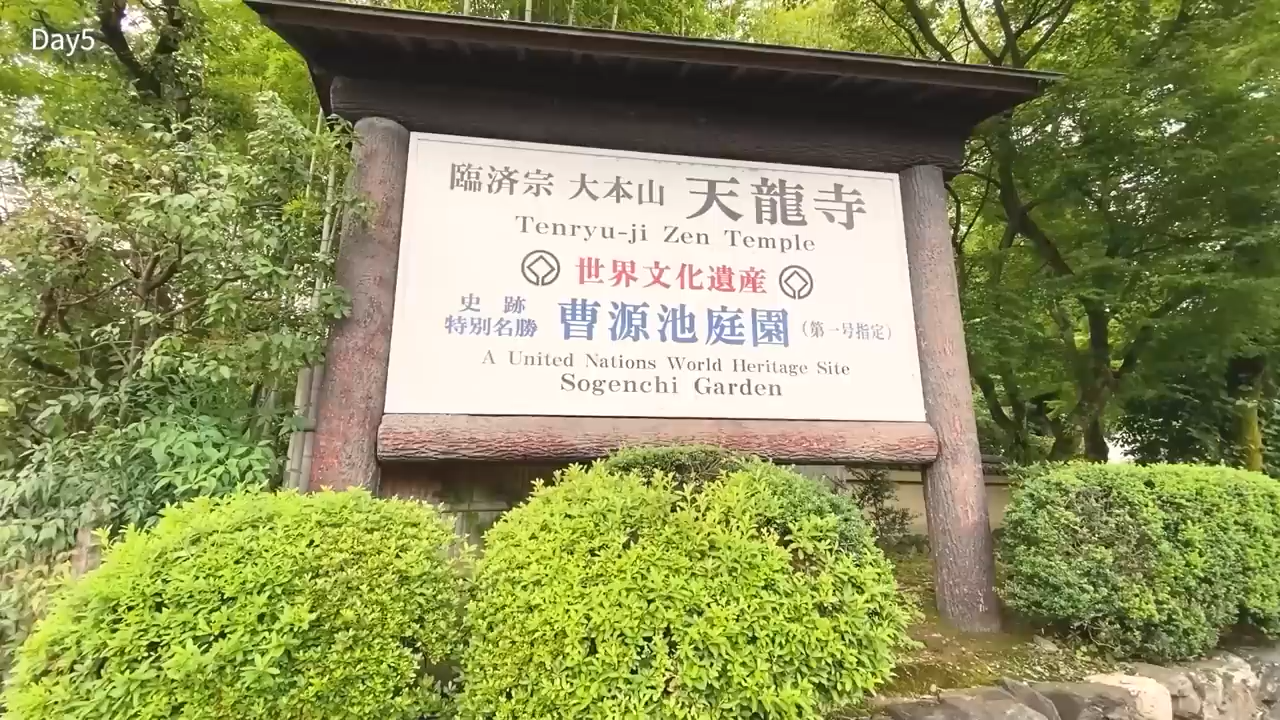 Day5
臨済宗 大本山 天龍寺
Tenryu-ji Zen Temple
世界文化遺産
史跡
特別名勝 曹源池庭園 (第一号指定)
A United Nations World Heritage Site
Sogenchi Garden